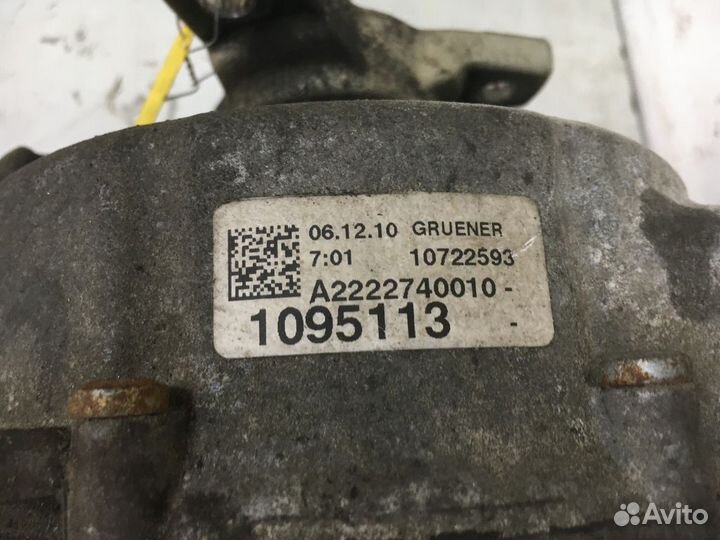 06.12.10 GRUENER
7:01 10722593
A2222740010 -
1095113 -
Avito